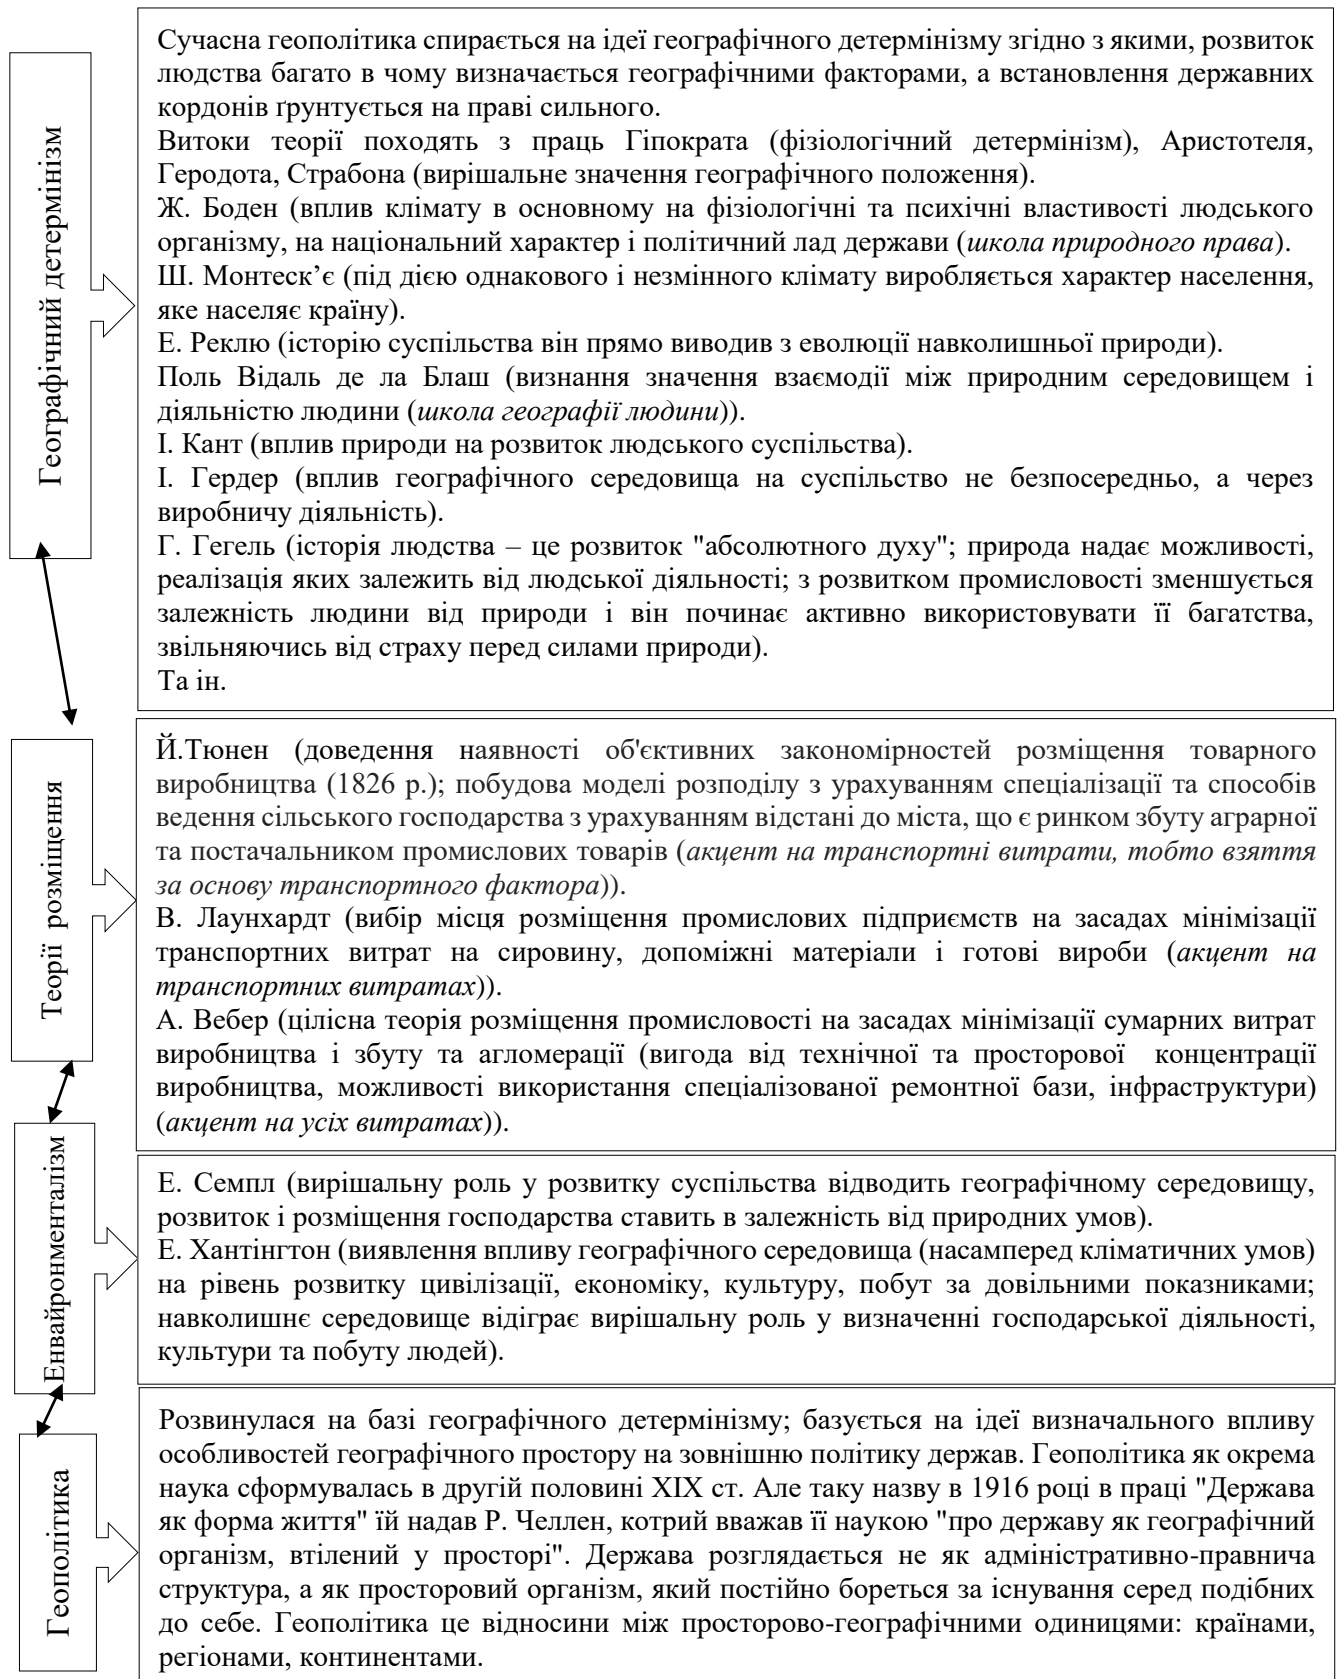 Географічний детермінізм
Сучасна геополітика спирається на ідеї географічного детермінізму згідно з якими, розвиток
людства багато в чому визначається географічними факторами, а встановлення державних
кордонів ґрунтується на праві сильного.
Витоки теорії походять з праць Гіпократа (фізіологічний детермінізм), Аристотеля,
Геродота, Страбона (вирішальне значення географічного положення).
Ж. Боден (вплив клімату в основному на фізіологічні та психічні властивості людського
організму, на національний характер і політичний лад держави (школа природного права).
Ш. Монтеск’є (під дією однакового і незмінного клімату виробляється характер населення,
яке населяє країну).
Е. Реклю (історію суспільства він прямо виводив з еволюції навколишньої природи).
Поль Відаль де ла Блаш (визнання значення взаємодії між природним середовищем і
діяльністю людини (школа географії людини)).
І. Кант (вплив природи на розвиток людського суспільства).
І. Гердер (вплив географічного середовища на суспільство не безпосередньо, а через
виробничу діяльність).
Г. Гегель (історія людства – це розвиток "абсолютного духу"; природа надає можливості,
реалізація яких залежить від людської діяльності; з розвитком промисловості зменшується
залежність людини від природи і він починає активно використовувати її багатства,
звільняючись від страху перед силами природи).
Та ін.
Теорії розміщення
Й.Тюнен (доведення наявності об'єктивних закономірностей розміщення товарного
виробництва (1826 р.); побудова моделі розподілу з урахуванням спеціалізації та способів
ведення сільського господарства з урахуванням відстані до міста, що є ринком збуту аграрної
та постачальником промислових товарів (акцент на транспортні витрати, тобто взяття
за основу транспортного фактора)).
В. Лаунхардт (вибір місця розміщення промислових підприємств на засадах мінімізації
транспортних витрат на сировину, допоміжні матеріали і готові вироби (акцент на
транспортних витратах)).
А. Вебер (цілісна теорія розміщення промисловості на засадах мінімізації сумарних витрат
виробництва і збуту та агломерації (вигода від технічної та просторової концентрації
виробництва, можливості використання спеціалізованої ремонтної бази, інфраструктури)
(акцент на усіх витратах)).
Енвайронменталізм
Е. Семпл (вирішальну роль у розвитку суспільства відводить географічному середовищу,
розвиток і розміщення господарства ставить в залежність від природних умов).
Е. Хантінгтон (виявлення впливу географічного середовища (насамперед кліматичних умов)
на рівень розвитку цивілізації, економіку, культуру, побут за довільними показниками;
навколишнє середовище відіграє вирішальну роль у визначенні господарської діяльності,
культури та побуту людей).
Геополітика
Розвинулася на базі географічного детермінізму; базується на ідеї визначального впливу
особливостей географічного простору на зовнішню політику держав. Геополітика як окрема
наука сформувалась в другій половині XIX ст. Але таку назву в 1916 році в праці "Держава
як форма життя" їй надав Р. Челлен, котрий вважав її наукою "про державу як географічний
організм, втілений у просторі". Держава розглядається не як адміністративно-правнича
структура, а як просторовий організм, який постійно бореться за існування серед подібних
до себе. Геополітика це відносини між просторово-географічними одиницями: країнами,
регіонами, континентами.